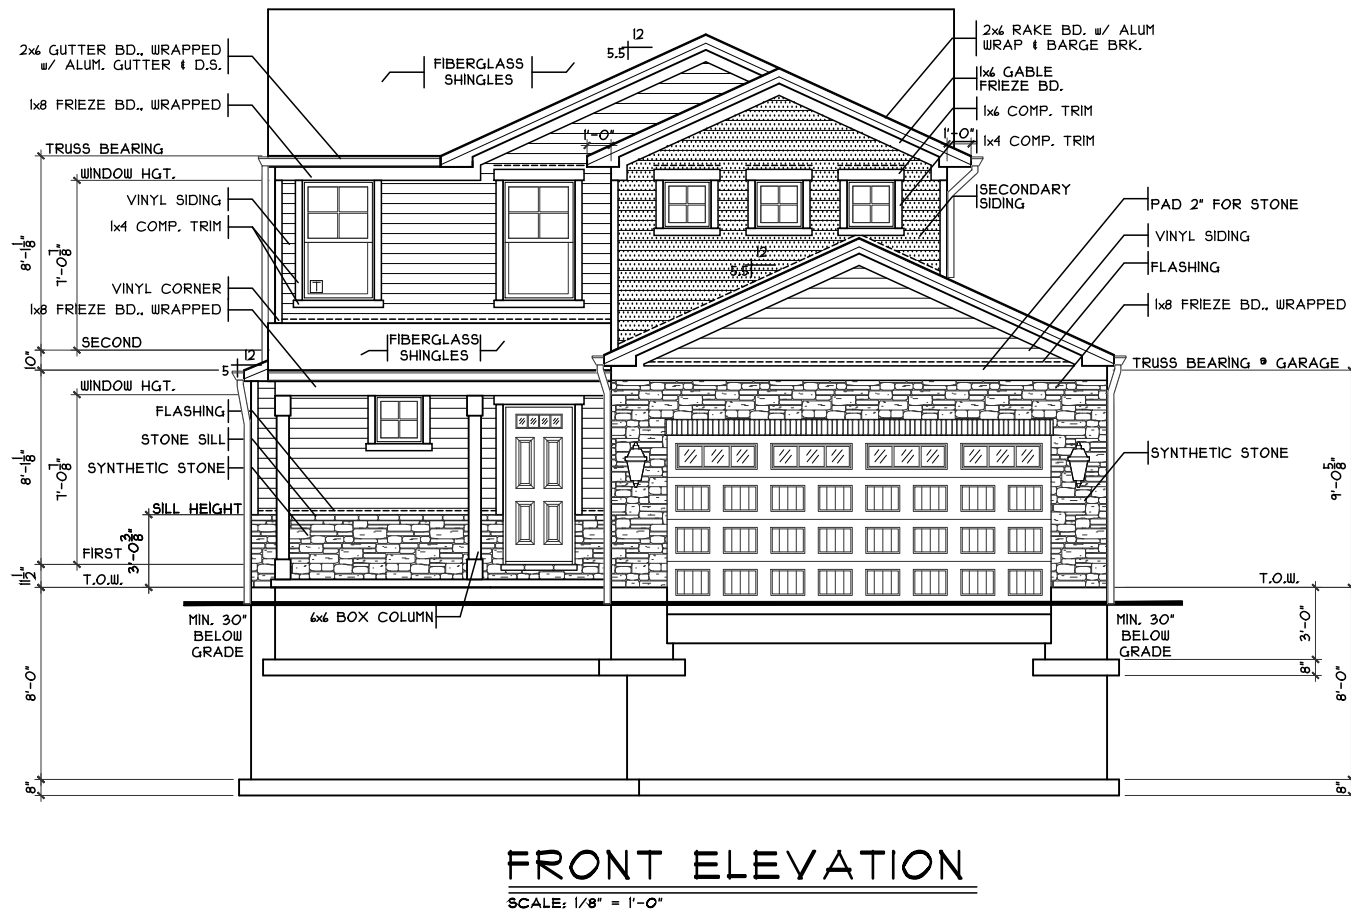 2x6 GUTTER BD., WRAPPED
w/ ALUM. GUTTER & D.S.
1x8 FRIEZE BD., WRAPPED
TRUSS BEARING
WINDOW HGT.
VINYL SIDING
1x4 COMP. TRIM
VINYL CORNER
1x8 FRIEZE BD., WRAPPED
SECOND
WINDOW HGT.
FLASHING
STONE SILL
SYNTHETIC STONE
SILL HEIGHT
FIRST
T.O.W.
8'-1 1/8"
7'-0 7/8"
10"
8'-1 1/8"
7'-0 7/8"
3'-0 3/8"
11 1/2"
8'-0"
8"
FIBERGLASS
SHINGLES
12
5.5
1'-0"
1'-0"
12
5.5
T
FIBERGLASS
SHINGLES
12
5
2x6 RAKE BD. w/ ALUM
WRAP & BARGE BRK.
1x6 GABLE
FRIEZE BD.
1x6 COMP. TRIM
1x4 COMP. TRIM
SECONDARY
SIDING
PAD 2" FOR STONE
VINYL SIDING
FLASHING
1x8 FRIEZE BD., WRAPPED
TRUSS BEARING @ GARAGE
SYNTHETIC STONE
9'-0 5/8"
T.O.W.
3'-0"
8"
8'-0"
8"
6x6 BOX COLUMN
MIN. 30"
BELOW
GRADE
MIN. 30"
BELOW
GRADE
FRONT ELEVATION
SCALE: 1/8" = 1'-0"